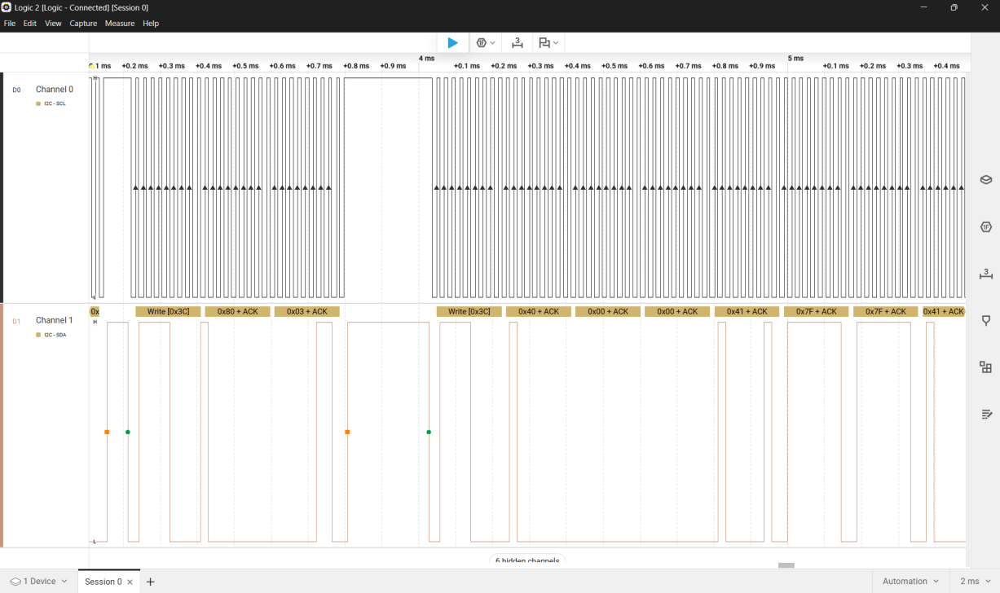 Logic 2 [Logic - Connected] [Session 0]
File Edit View Capture Measure Help
4 ms 5 ms
0.1 ms +0.2 ms +0.3 ms +0.4 ms +0.5 ms +0.6 ms +0.7 ms +0.8 ms +0.9 ms +0.1 ms +0.2 ms +0.3 ms +0.4 ms +0.5 ms +0.6 ms +0.7 ms +0.8 ms +0.9 ms +0.1 ms +0.2 ms +0.3 ms +0.4 ms
D0 Channel 0
I2C - SCL
H
L
0x Write [0x3C] 0x80 + ACK 0x03 + ACK Write [0x3C] 0x40 + ACK 0x00 + ACK 0x00 + ACK 0x41 + ACK 0x7F + ACK 0x7F + ACK 0x41 + ACK
D1 Channel 1
I2C - SDA
H
L
6 hidden channels
1 Device Session 0 Automation 2 ms